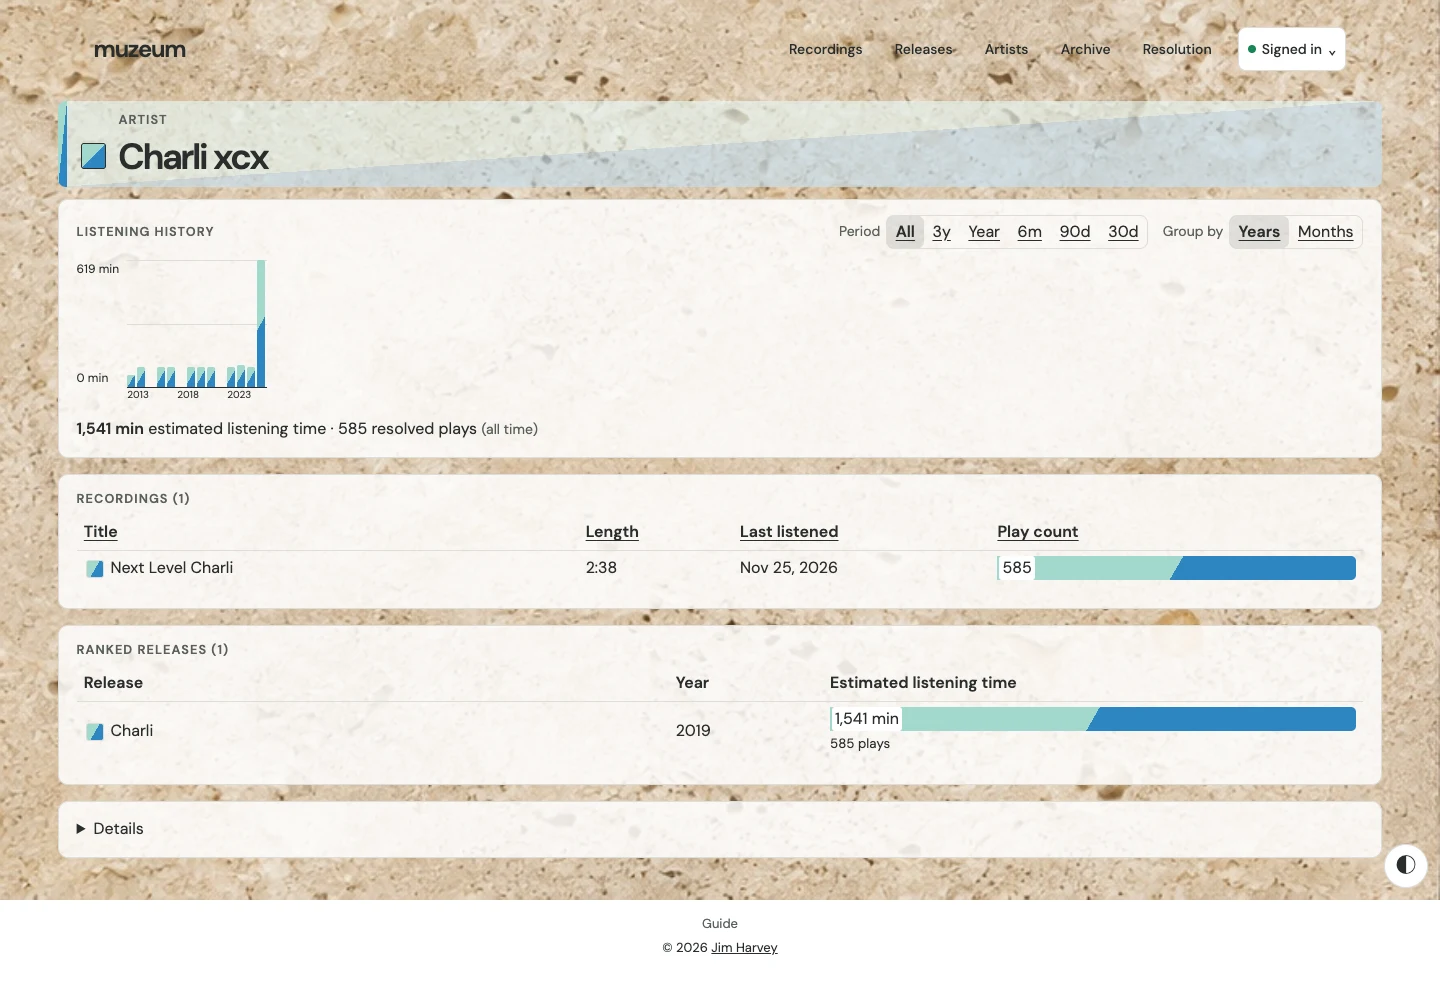 muzeum
Recordings Releases Artists Archive Resolution Signed in
ARTIST
Charli xcx
LISTENING HISTORY
Period All 3y Year 6m 90d 30d Group by Years Months
619 min
0 min
2013 2018 2023
1,541 min estimated listening time · 585 resolved plays (all time)
RECORDINGS (1)
Title Length Last listened Play count
Next Level Charli 2:38 Nov 25, 2026 585
RANKED RELEASES (1)
Release Year Estimated listening time
Charli 2019 1,541 min
585 plays
Details
Guide
© 2026 Jim Harvey